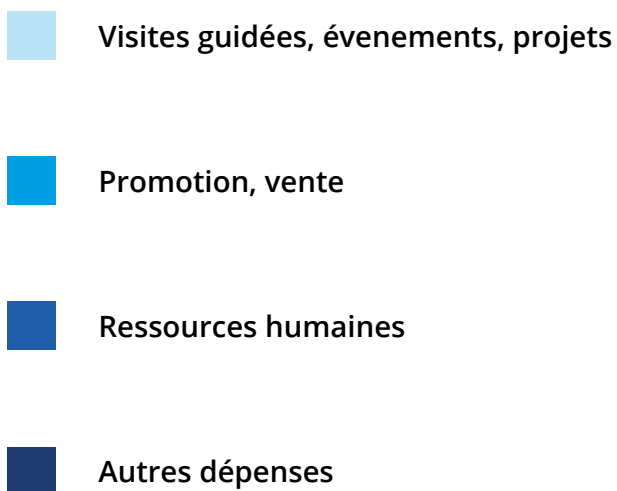 Visites guidées, évenements, projets
Promotion, vente
Ressources humaines
Autres dépenses